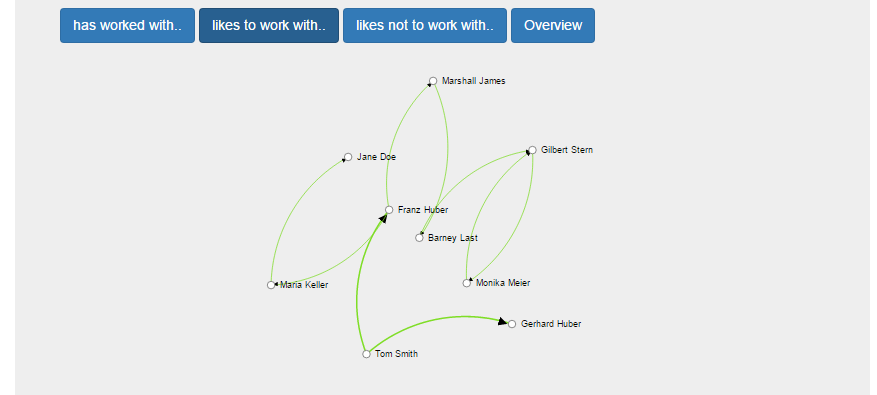 has worked with..
likes to work with..
likes not to work with..
Overview
Marshall James
Gilbert Stern
Jane Doe
Franz Huber
Barney Last
Monika Meier
Maria Keller
Gerhard Huber
Tom Smith